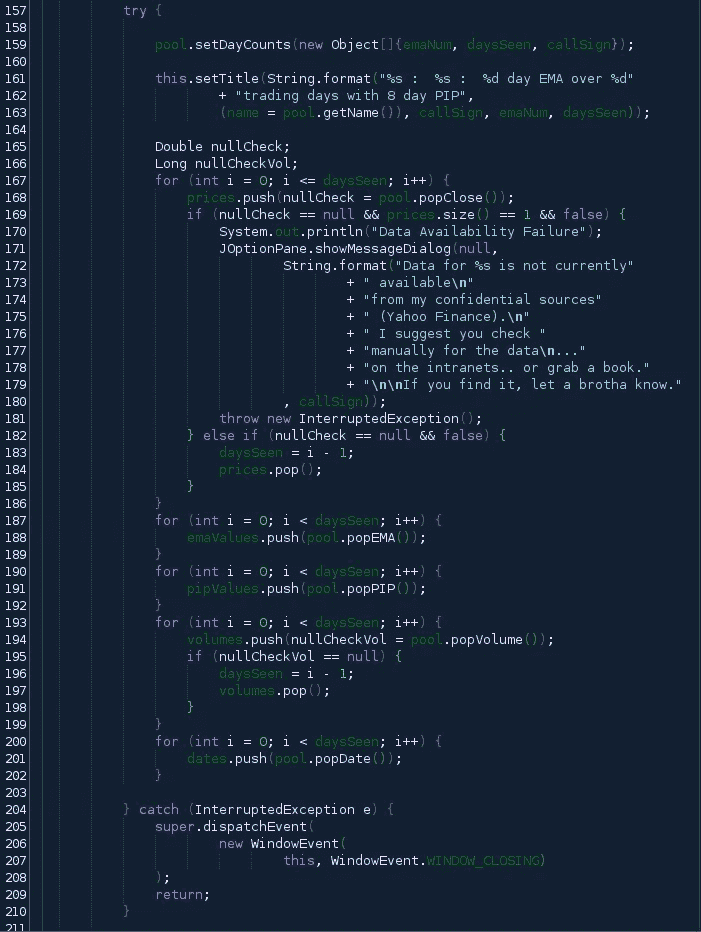 157 try {
158
159 pool.setDayCounts(new Object[]{emaNum, daysSeen, callSign});
160
161 this.setTitle(String.format("%s :  %s :  %d day EMA over %d"
162 + "trading days with 8 day PIP",
163 (name = pool.getName()), callSign, emaNum, daysSeen));
164
165 Double nullCheck;
166 Long nullCheckVol;
167 for (int i = 0; i <= daysSeen; i++) {
168 prices.push(nullCheck = pool.popClose());
169 if (nullCheck == null && prices.size() == 1 && false) {
170 System.out.println("Data Availability Failure");
171 JOptionPane.showMessageDialog(null,
172 String.format("Data for %s is not currently"
173 + " available\n"
174 + "from my confidential sources"
175 + " (Yahoo Finance).\n"
176 + " I suggest you check "
177 + "manually for the data\n..."
178 + "on the intranets.. or grab a book."
179 + "\n\nIf you find it, let a brotha know."
180 , callSign));
181 throw new InterruptedException();
182 } else if (nullCheck == null && false) {
183 daysSeen = i - 1;
184 prices.pop();
185 }
186 }
187 for (int i = 0; i < daysSeen; i++) {
188 emaValues.push(pool.popEMA());
189 }
190 for (int i = 0; i < daysSeen; i++) {
191 pipValues.push(pool.popPIP());
192 }
193 for (int i = 0; i < daysSeen; i++) {
194 volumes.push(nullCheckVol = pool.popVolume());
195 if (nullCheckVol == null) {
196 daysSeen = i - 1;
197 volumes.pop();
198 }
199 }
200 for (int i = 0; i < daysSeen; i++) {
201 dates.push(pool.popDate());
202 }
203
204 } catch (InterruptedException e) {
205 super.dispatchEvent(
206 new WindowEvent(
207 this, WindowEvent.WINDOW_CLOSING)
208 );
209 return;
210 }
211